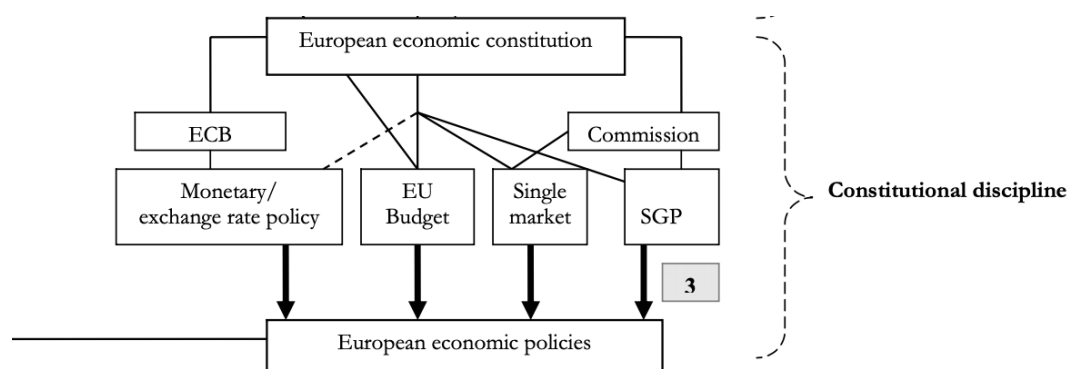 European economic constitution
ECB
Commission
Monetary/
exchange rate policy
EU
Budget
Single
market
SGP
Constitutional discipline
3
European economic policies